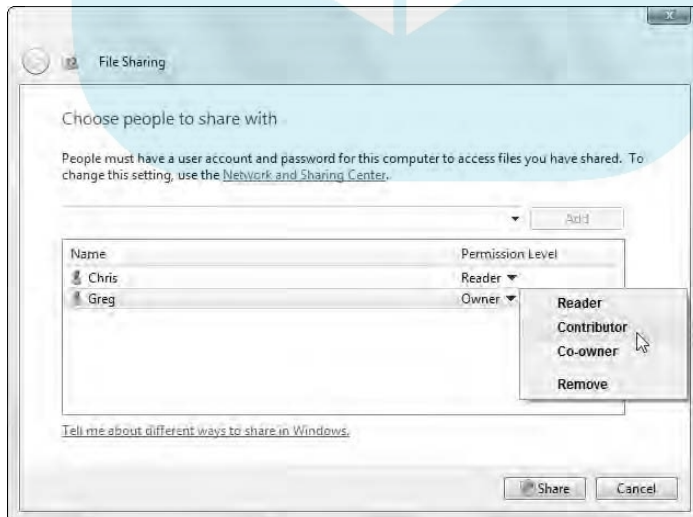 File Sharing
Choose people to share with
People must have a user account and password for this computer to access files you have shared. To
change this setting, use the Network and Sharing Center.
Add
Name Permission Level
Chris Reader
Greg Owner
Reader
Contributor
Co-owner
Remove
Tell me about different ways to share in Windows.
Share Cancel